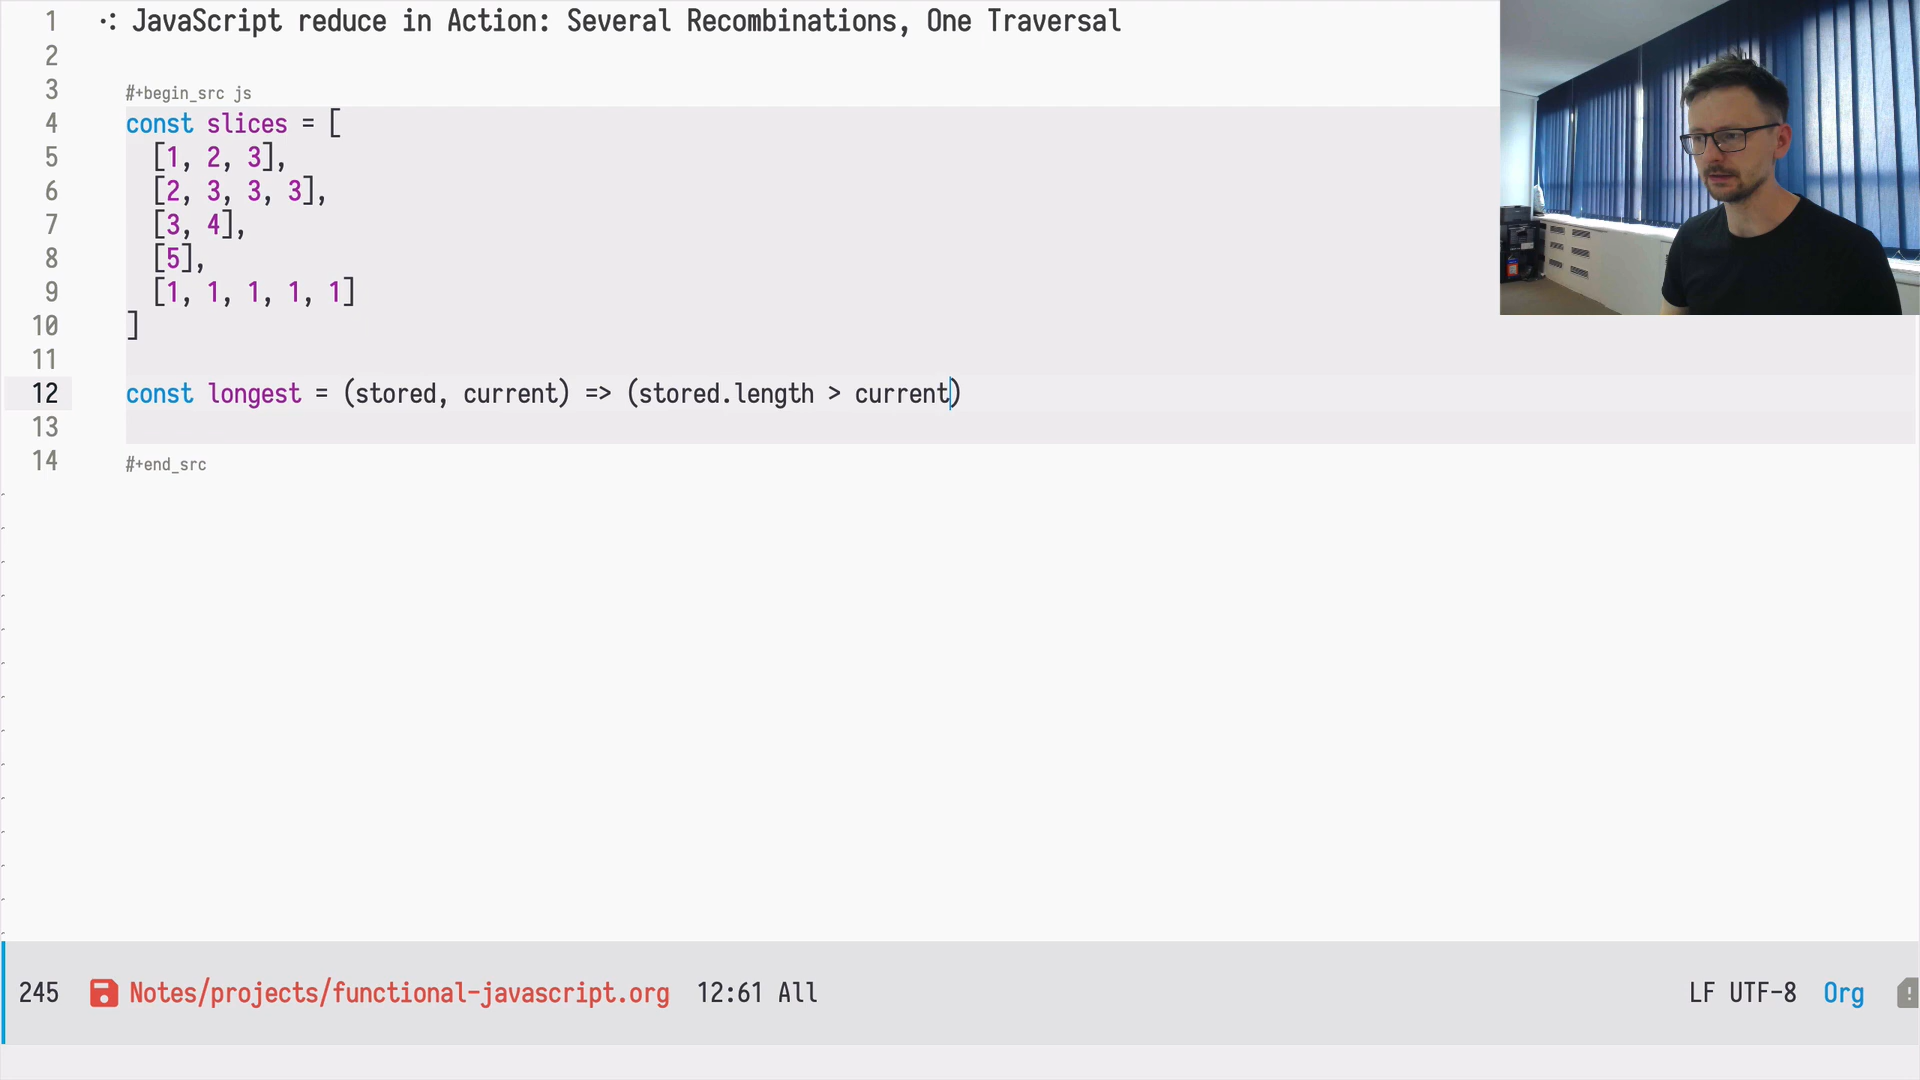 1 JavaScript reduce in Action: Several Recombinations, One Traversal
2
3 #+begin_src js
4 const slices = [
5 [1, 2, 3],
6 [2, 3, 3, 3],
7 [3, 4],
8 [5],
9 [1, 1, 1, 1, 1]
10 ]
11
12 const longest = (stored, current) => (stored.length > current)
13
14 #+end_src
245 Notes/projects/functional-javascript.org 12:61 All LF UTF-8 Org